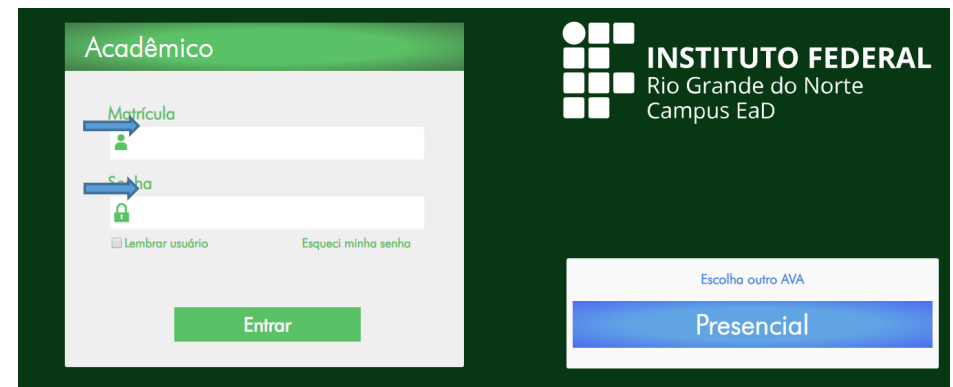 Acadêmico
Matrícula
Senha
Lembrar usuário
Esqueci minha senha
Entrar
INSTITUTO FEDERAL
Rio Grande do Norte
Campus EaD
Escolha outro AVA
Presencial